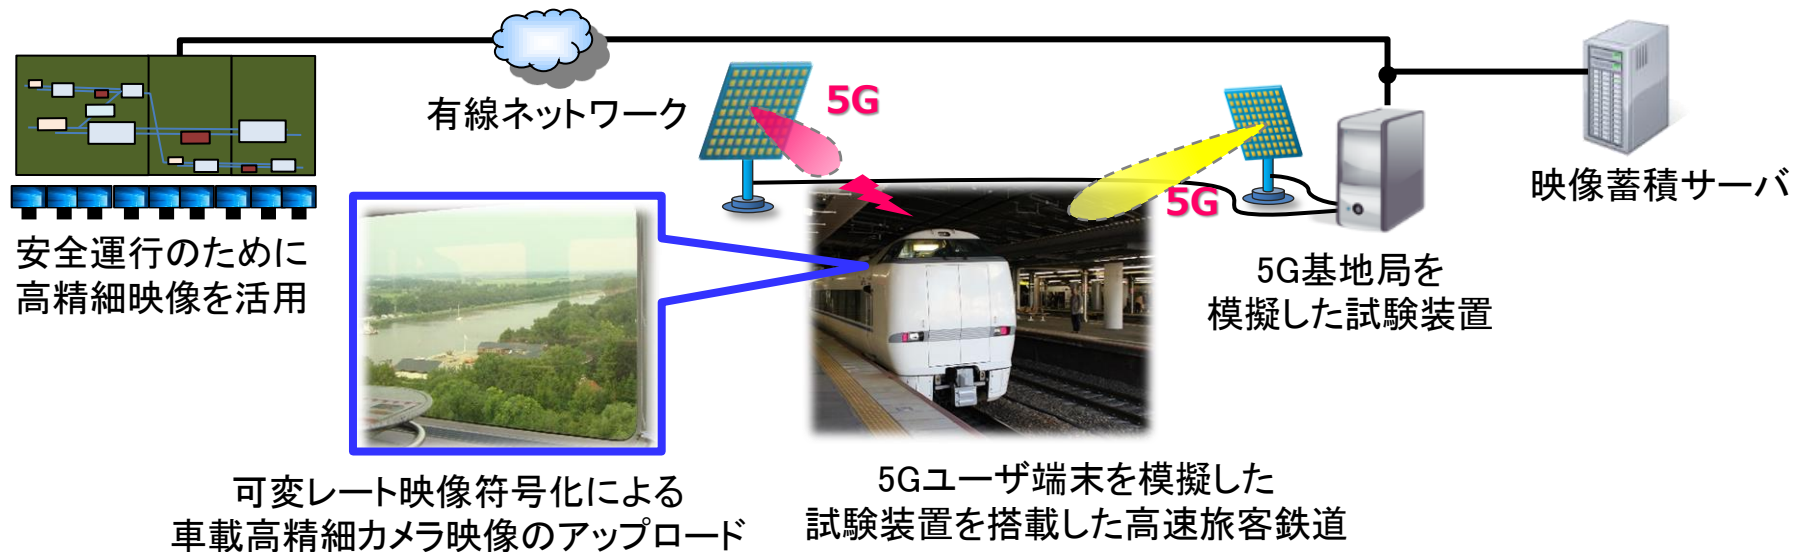 有線ネットワーク
5G
5G
映像蓄積サーバ
安全運行のために
高精細映像を活用
5G基地局を
模擬した試験装置
可変レート映像符号化による
車載高精細カメラ映像のアップロード
5Gユーザ端末を模擬した
試験装置を搭載した高速旅客鉄道